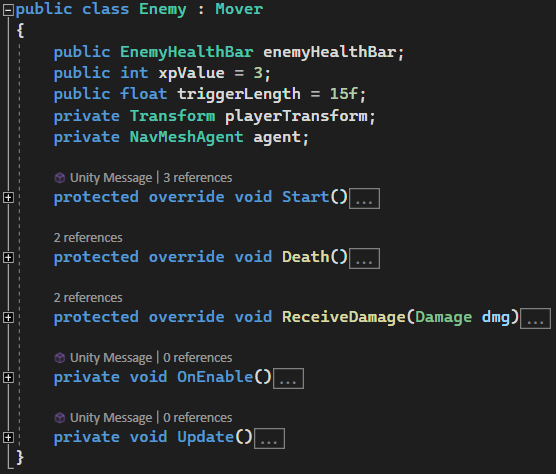 public class Enemy : Mover
{
public EnemyHealthBar enemyHealthBar;
public int xpValue = 3;
public float triggerLength = 15f;
private Transform playerTransform;
private NavMeshAgent agent;
Unity Message | 3 references
protected override void Start()...
2 references
protected override void Death()...
2 references
protected override void ReceiveDamage(Damage dmg)...
Unity Message | 0 references
private void OnEnable()...
Unity Message | 0 references
private void Update()...
}